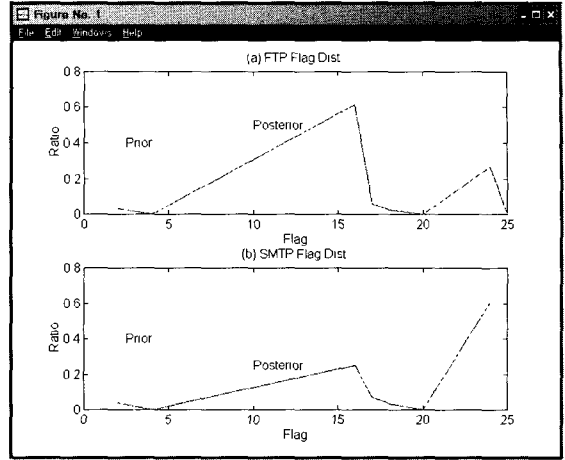 Figure No. 1
File Edit Windows Help
(a) FTP Flag Dist
0.8
0.6
0.4
0.2
0
Ratio
Prior
Posterior
0 5 10 15 20 25
Flag
(b) SMTP Flag Dist
0.8
0.6
0.4
0.2
0
Ratio
Prior
Posterior
0 5 10 15 20 25
Flag